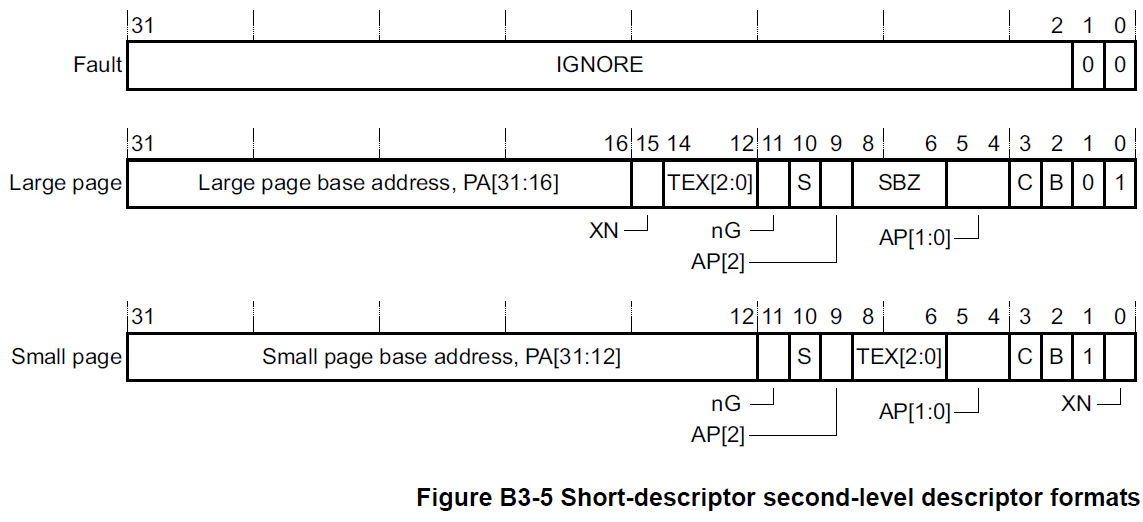 31 2 1 0
Fault IGNORE 0 0
31 16 15 14 12 11 10 9 8 6 5 4 3 2 1 0
Large page Large page base address, PA[31:16] TEX[2:0] S SBZ C B 0 1
XN nG AP[1:0]
AP[2]
31 12 11 10 9 8 6 5 4 3 2 1 0
Small page Small page base address, PA[31:12] S TEX[2:0] C B 1
nG AP[1:0] XN
AP[2]
Figure B3-5 Short-descriptor second-level descriptor formats